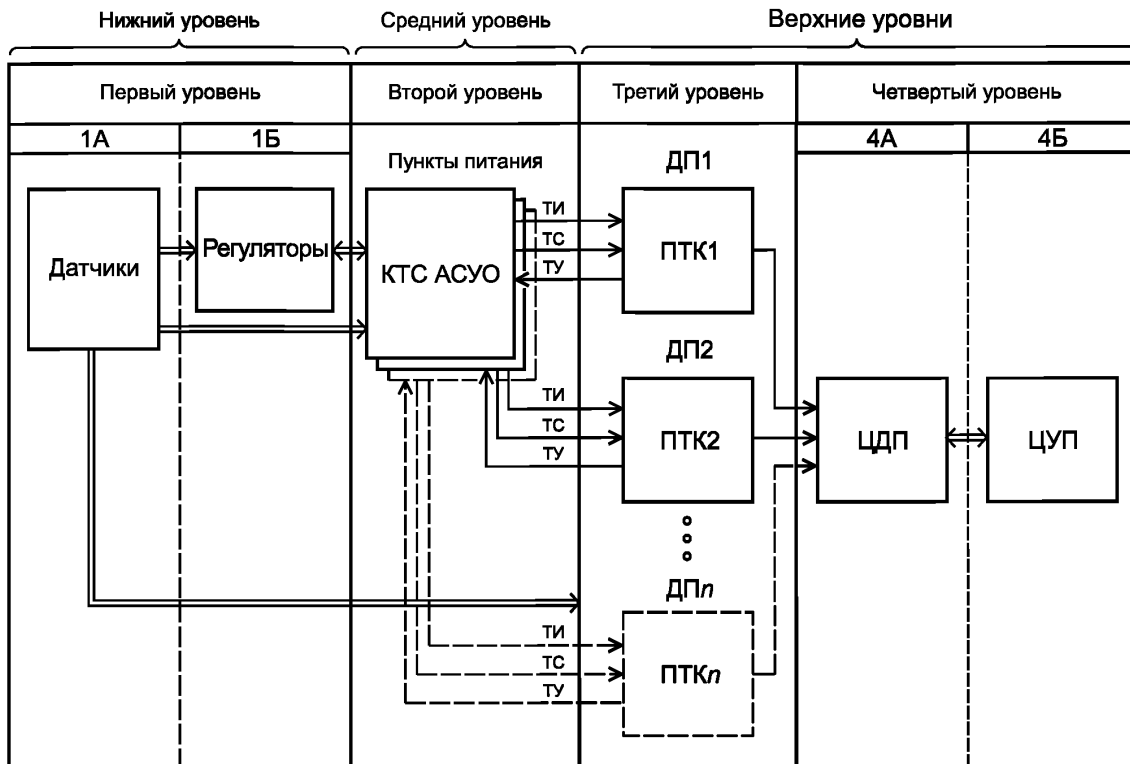 Нижний уровень
Средний уровень
Верхние уровни
Первый уровень
Второй уровень
Третий уровень
Четвертый уровень
1А
1Б
4А
4Б
Пункты питания
Датчики
Регуляторы
КТС АСУО
ТИ
ТС
ТУ
ДП1
ПТК1
ДП2
ТИ
ТС
ТУ
ПТК2
ЦДП
ЦУП
ДПn
ТИ
ТС
ТУ
ПТКn